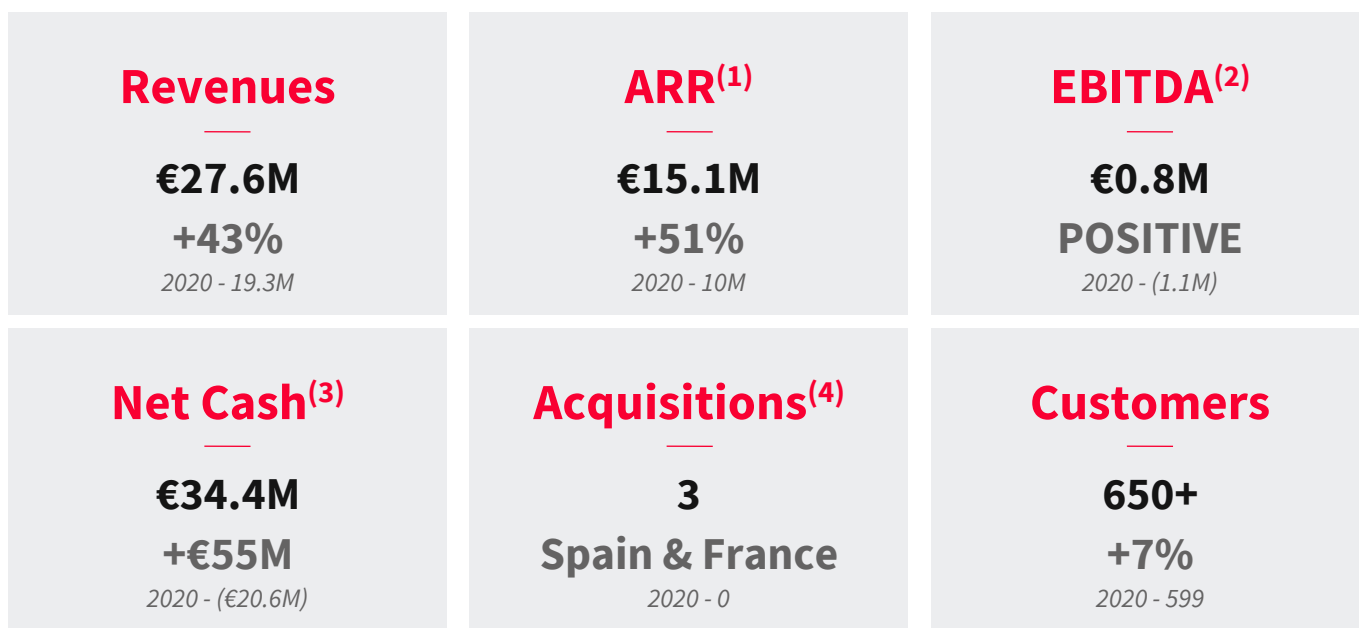 Revenues
€27.6M
+43%
2020 - 19.3M
ARR(1)
€15.1M
+51%
2020 - 10M
EBITDA(2)
€0.8M
POSITIVE
2020 - (1.1M)
Net Cash(3)
€34.4M
+€55M
2020 - (€20.6M)
Acquisitions(4)
3
Spain & France
2020 - 0
Customers
650+
+7%
2020 - 599